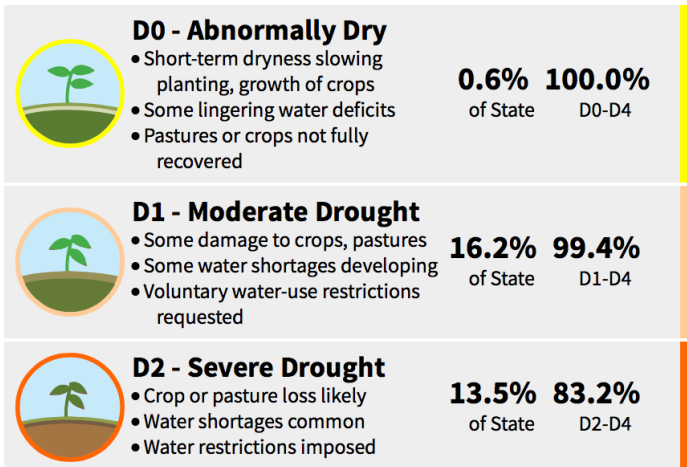 D0 - Abnormally Dry
• Short-term dryness slowing
planting, growth of crops
• Some lingering water deficits
• Pastures or crops not fully
recovered
0.6% 100.0%
of State D0-D4
D1 - Moderate Drought
• Some damage to crops, pastures
• Some water shortages developing
• Voluntary water-use restrictions
requested
16.2% 99.4%
of State D1-D4
D2 - Severe Drought
• Crop or pasture loss likely
• Water shortages common
• Water restrictions imposed
13.5% 83.2%
of State D2-D4